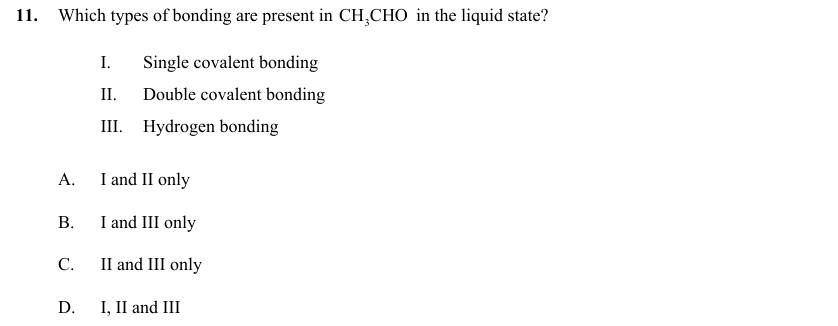 11. Which types of bonding are present in CH₃CHO in the liquid state?
I. Single covalent bonding
II. Double covalent bonding
III. Hydrogen bonding
A. I and II only
B. I and III only
C. II and III only
D. I, II and III